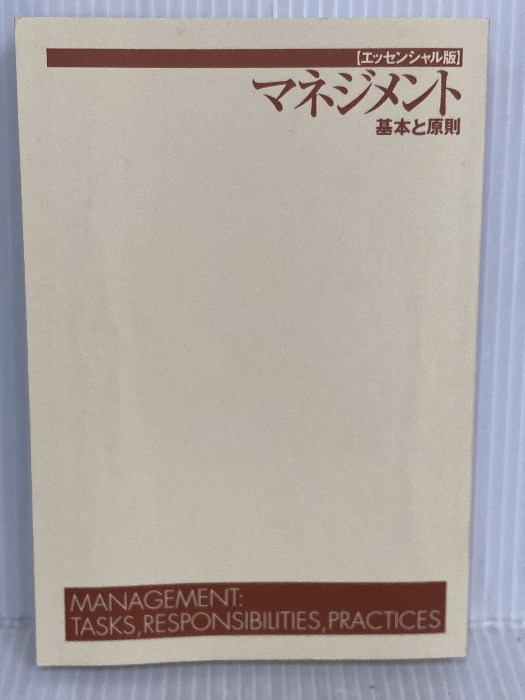 【エッセンシャル版】
マネジメント
基本と原則
MANAGEMENT:
TASKS,RESPONSIBILITIES,PRACTICES